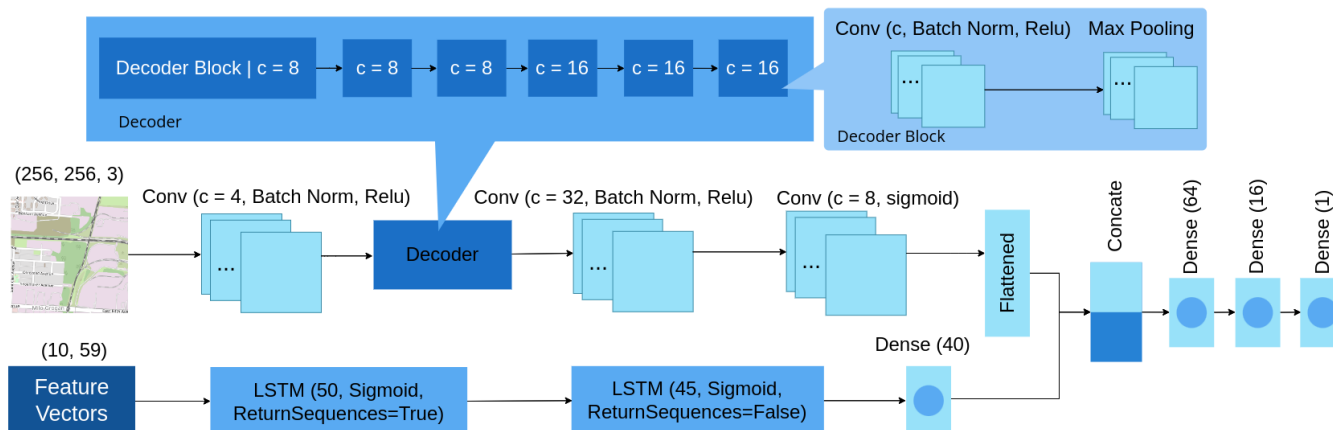 Decoder Block | c = 8
c = 8
c = 8
c = 16
c = 16
c = 16
Decoder
Conv (c, Batch Norm, Relu)
Max Pooling
...
...
Decoder Block
(256, 256, 3)
Conv (c = 4, Batch Norm, Relu)
...
Decoder
Conv (c = 32, Batch Norm, Relu)
...
Conv (c = 8, sigmoid)
...
Flattened
Concate
Dense (64)
Dense (16)
Dense (1)
(10, 59)
Feature
Vectors
LSTM (50, Sigmoid,
ReturnSequences=True)
LSTM (45, Sigmoid,
ReturnSequences=False)
Dense (40)